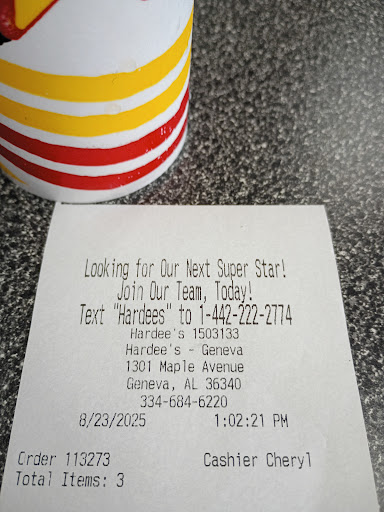 Looking for Our Next Super Star!
Join Our Team, Today!
Text "Hardees" to 1-442-222-2774
Hardee's 1503133
Hardee's - Geneva
1301 Maple Avenue
Geneva, AL 36340
334-684-6220
8/23/2025 1:02:21 PM
Order 113273 Cashier Cheryl
Total Items: 3